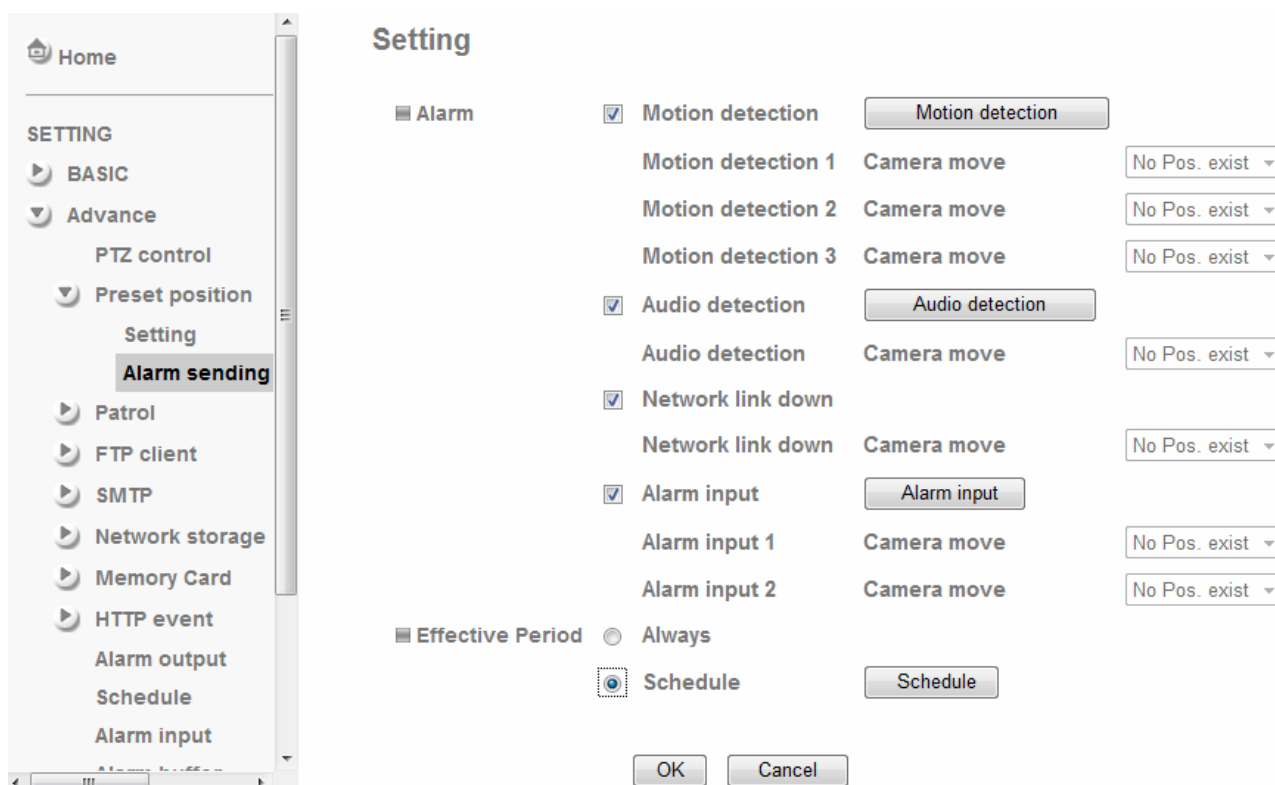 Home
SETTING
BASIC
Advance
PTZ control
Preset position
Setting
Alarm sending
Patrol
FTP client
SMTP
Network storage
Memory Card
HTTP event
Alarm output
Schedule
Alarm input
Setting
Alarm Motion detection Motion detection
Motion detection 1 Camera move No Pos. exist
Motion detection 2 Camera move No Pos. exist
Motion detection 3 Camera move No Pos. exist
Audio detection Audio detection
Audio detection Camera move No Pos. exist
Network link down
Network link down Camera move No Pos. exist
Alarm input Alarm input
Alarm input 1 Camera move No Pos. exist
Alarm input 2 Camera move No Pos. exist
Effective Period Always
Schedule Schedule
OK Cancel